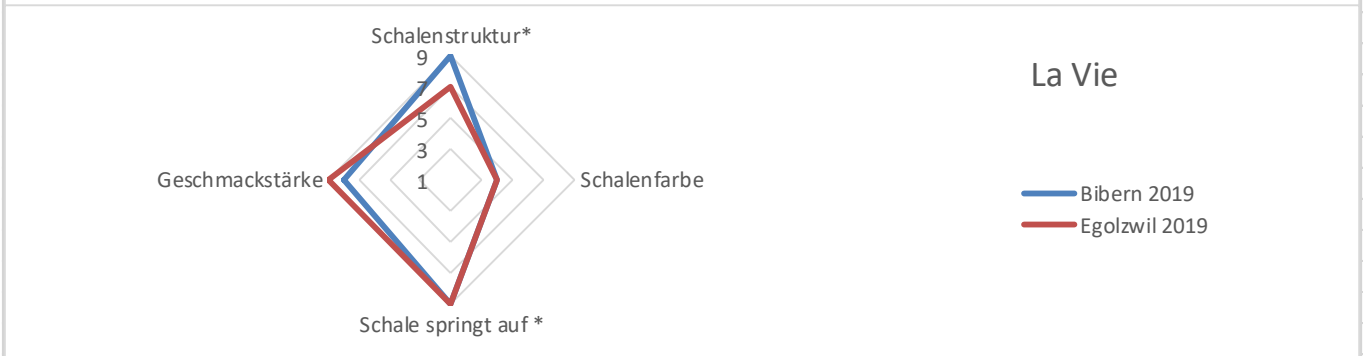 Schalenstruktur*
La Vie
9
7
5
3
1
Geschmackstärke
Schalenfarbe
Bibern 2019
Egolzwil 2019
Schale springt auf *